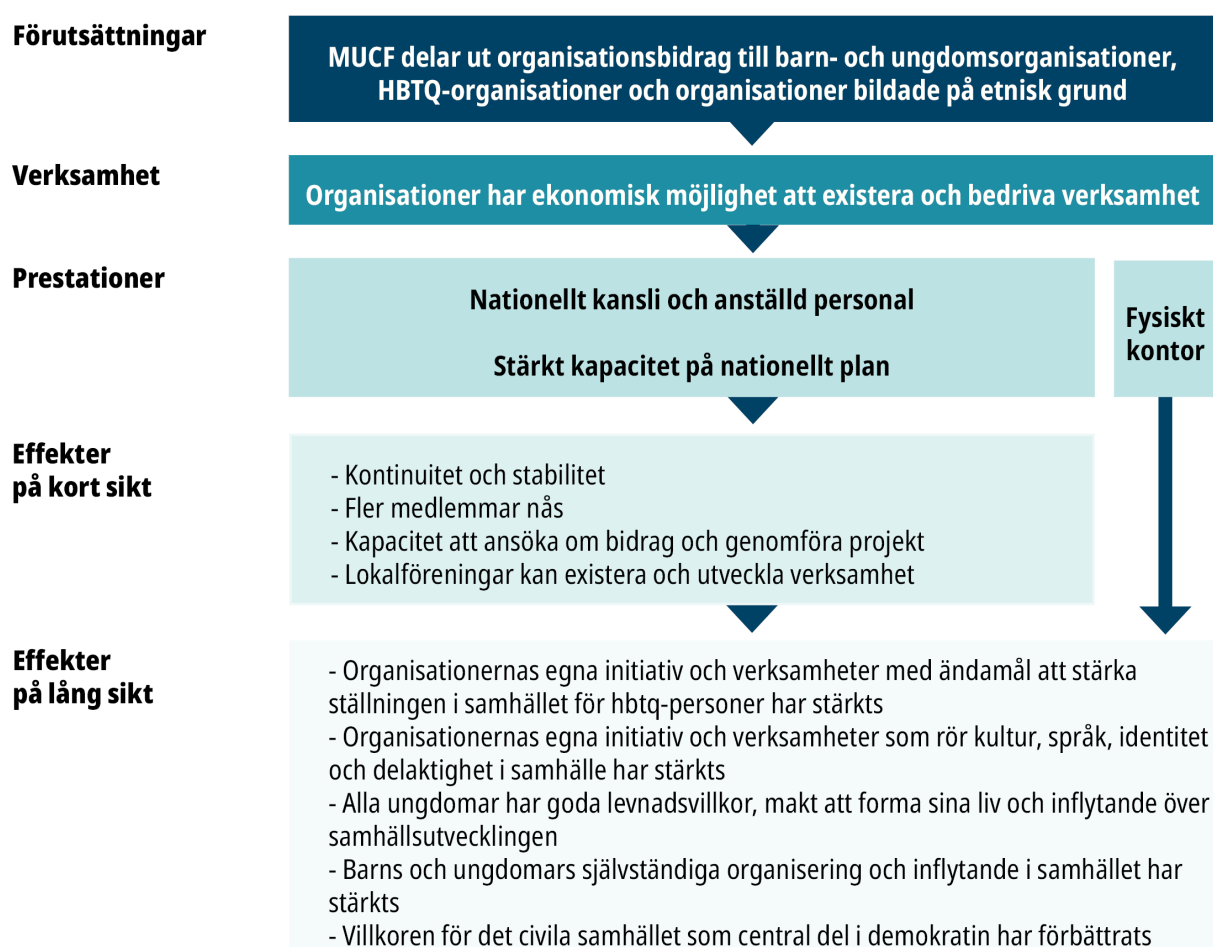 Förutsättningar
MUCF delar ut organisationsbidrag till barn- och ungdomsorganisationer,
HBTQ-organisationer och organisationer bildade på etnisk grund
Verksamhet
Organisationer har ekonomisk möjlighet att existera och bedriva verksamhet
Prestationer
Nationellt kansli och anställd personal
Stärkt kapacitet på nationellt plan
Fysiskt
kontor
Effekter
på kort sikt
- Kontinuitet och stabilitet
- Fler medlemmar nås
- Kapacitet att ansöka om bidrag och genomföra projekt
- Lokalföreningar kan existera och utveckla verksamhet
Effekter
på lång sikt
- Organisationernas egna initiativ och verksamheter med ändamål att stärka
ställningen i samhället för hbtq-personer har stärkts
- Organisationernas egna initiativ och verksamheter som rör kultur, språk, identitet
och delaktighet i samhälle har stärkts
- Alla ungdomar har goda levnadsvillkor, makt att forma sina liv och inflytande över
samhällsutvecklingen
- Barns och ungdomars självständiga organisering och inflytande i samhället har
stärkts
- Villkoren för det civila samhället som central del i demokratin har förbättrats